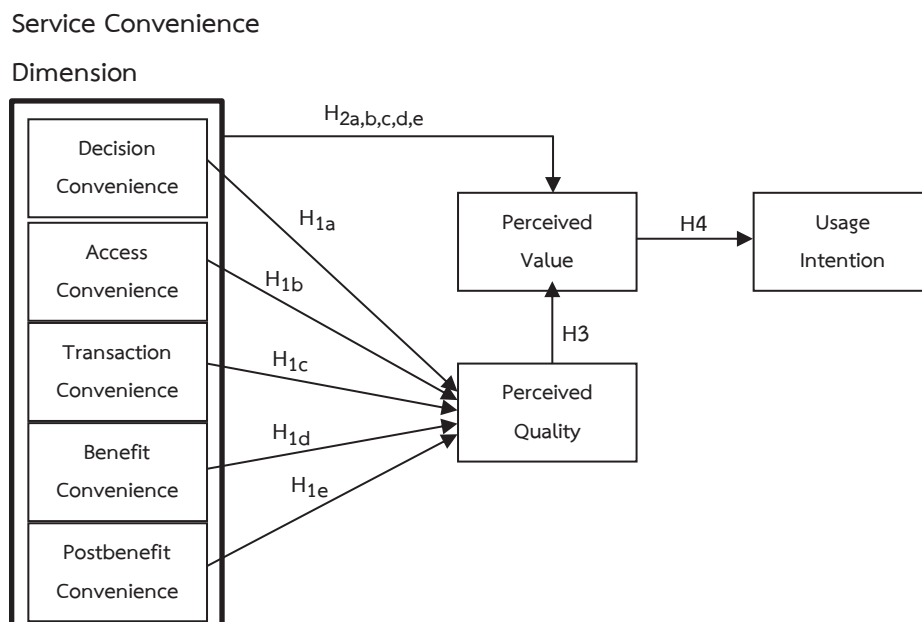 Service Convenience
Dimension
H2a,b,c,d,e
Decision
Convenience
H1a
Access
Convenience
H1b
Transaction
Convenience
H1c
Benefit
Convenience
H1d
Postbenefit
Convenience
H1e
Perceived
Value
H4
Usage
Intention
H3
Perceived
Quality